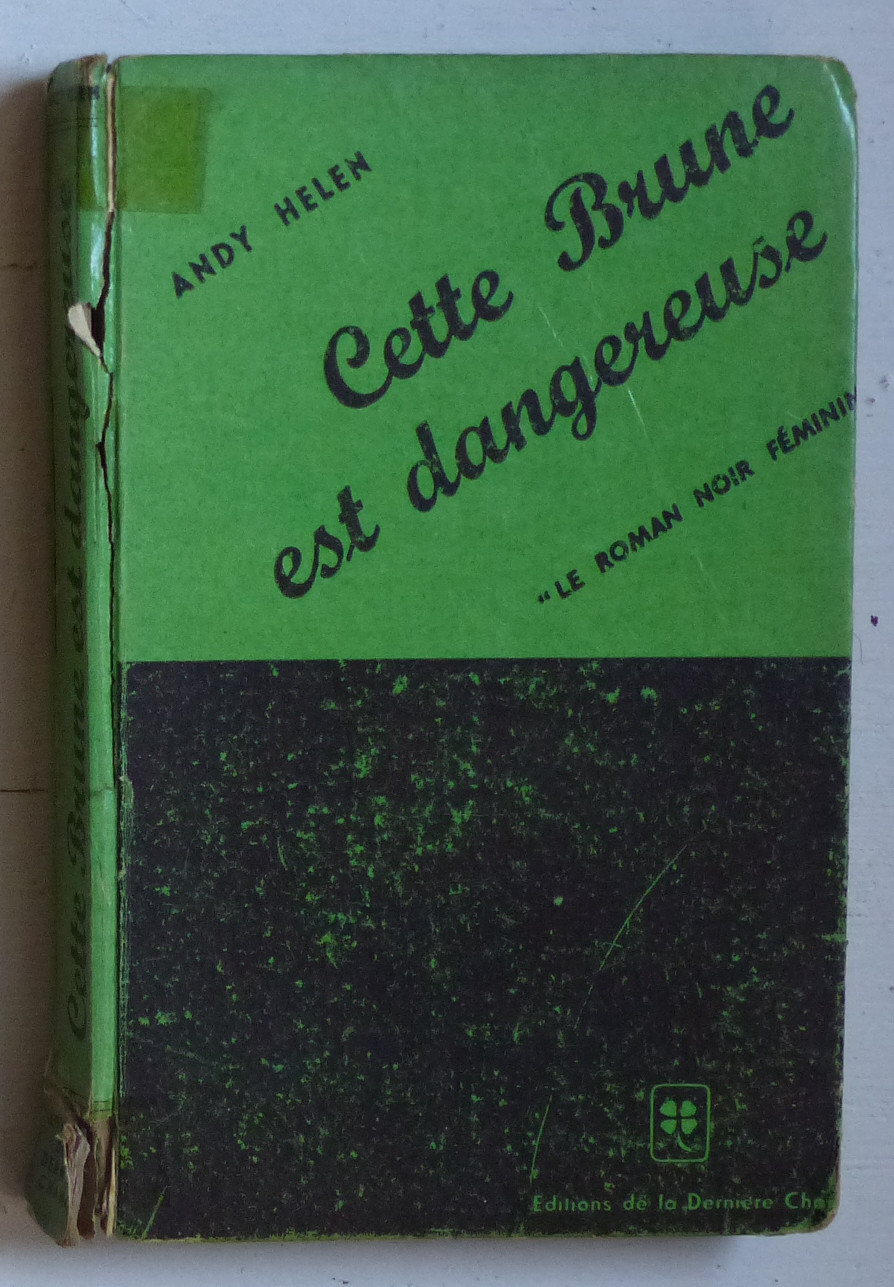 ANDY HELEN
Cette Brune
est dangereuse
"LE ROMAN NOIR FÉMININ
Editions de la Dernière
Cette Brune est dangereuse